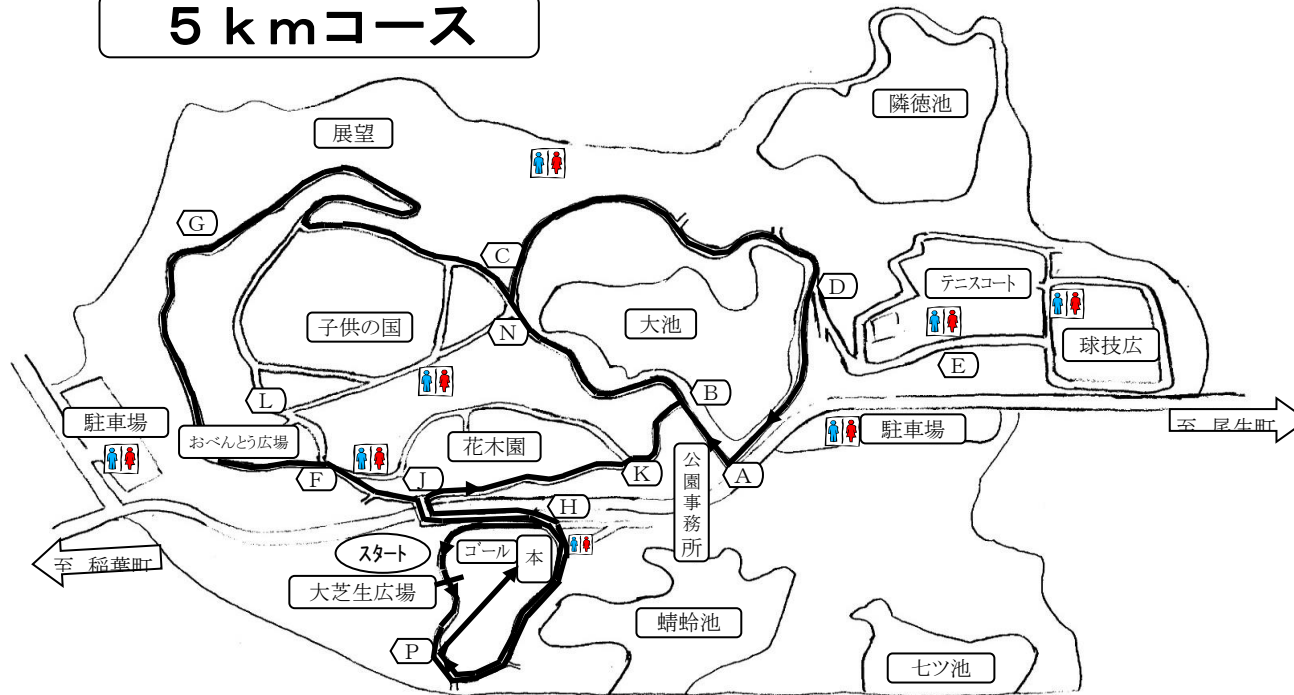 5kmコース
隣徳池
展望
G
C
D
テニスコート
大池
子供の国
N
球技広
E
B
L
駐車場
駐車場
至 尾生町
おべんとう広場
花木園
F
J
K
A
公園事務所
H
スタート
ゴール
本
至 稲葉町
大芝生広場
蜻蛉池
P
七ツ池